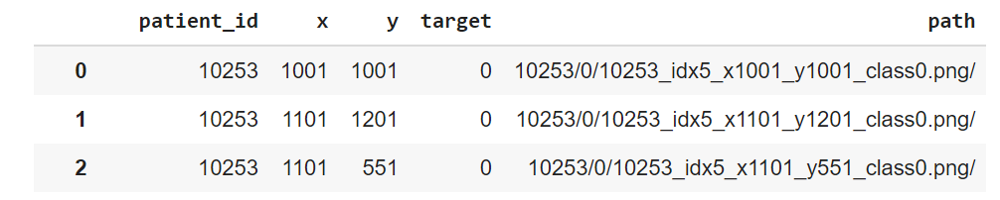 patient_id x y target path
0 10253 1001 1001 0 10253/0/10253_idx5_x1001_y1001_class0.png/
1 10253 1101 1201 0 10253/0/10253_idx5_x1101_y1201_class0.png/
2 10253 1101 551 0 10253/0/10253_idx5_x1101_y551_class0.png/